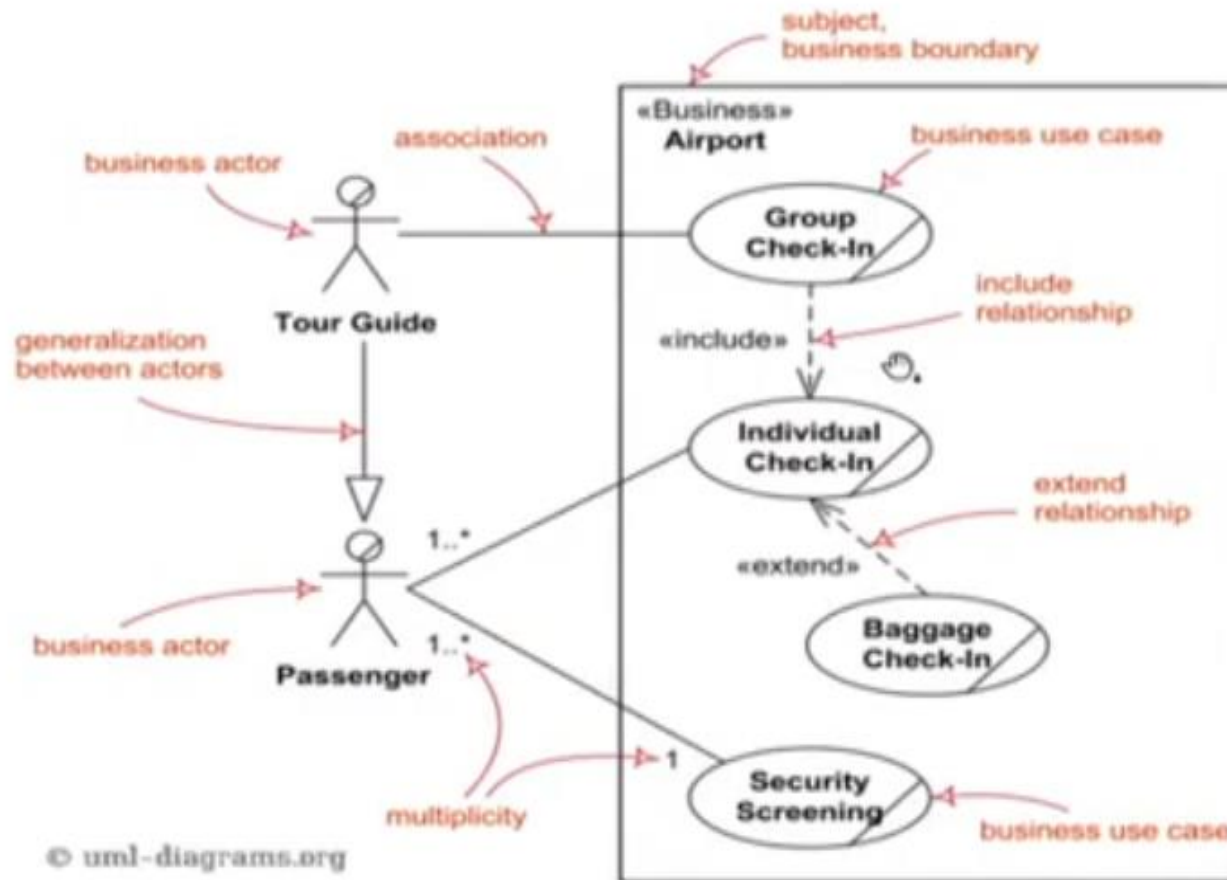 subject,
business boundary
«Business»
Airport
business use case
association
business actor
Group
Check-In
include
relationship
Tour Guide
«include»
generalization
between actors
Individual
Check-In
extend
relationship
1..*
«extend»
business actor
Baggage
Check-In
1..*
Passenger
1
multiplicity
Security
Screening
business use case
© uml-diagrams.org